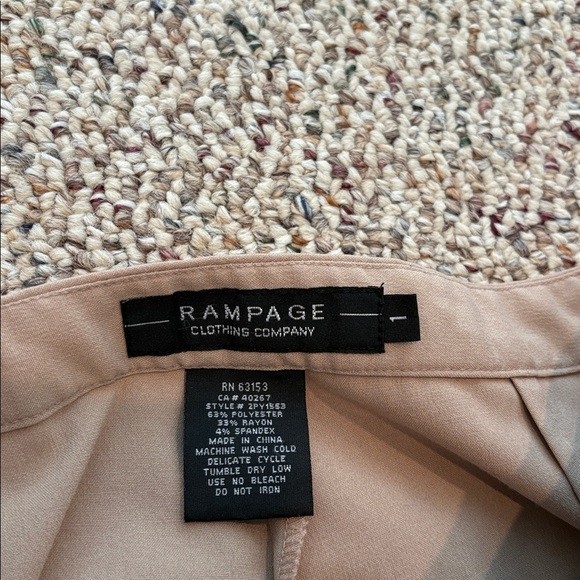 RAMPAGE
CLOTHING COMPANY
1
RN 63153
CA# 40267
STYLE# 2PY1553
63% POLYESTER
33% RAYON
4% SPANDEX
MADE IN CHINA
MACHINE WASH COLD
DELICATE CYCLE
TUMBLE DRY LOW
USE NO BLEACH
DO NOT IRON